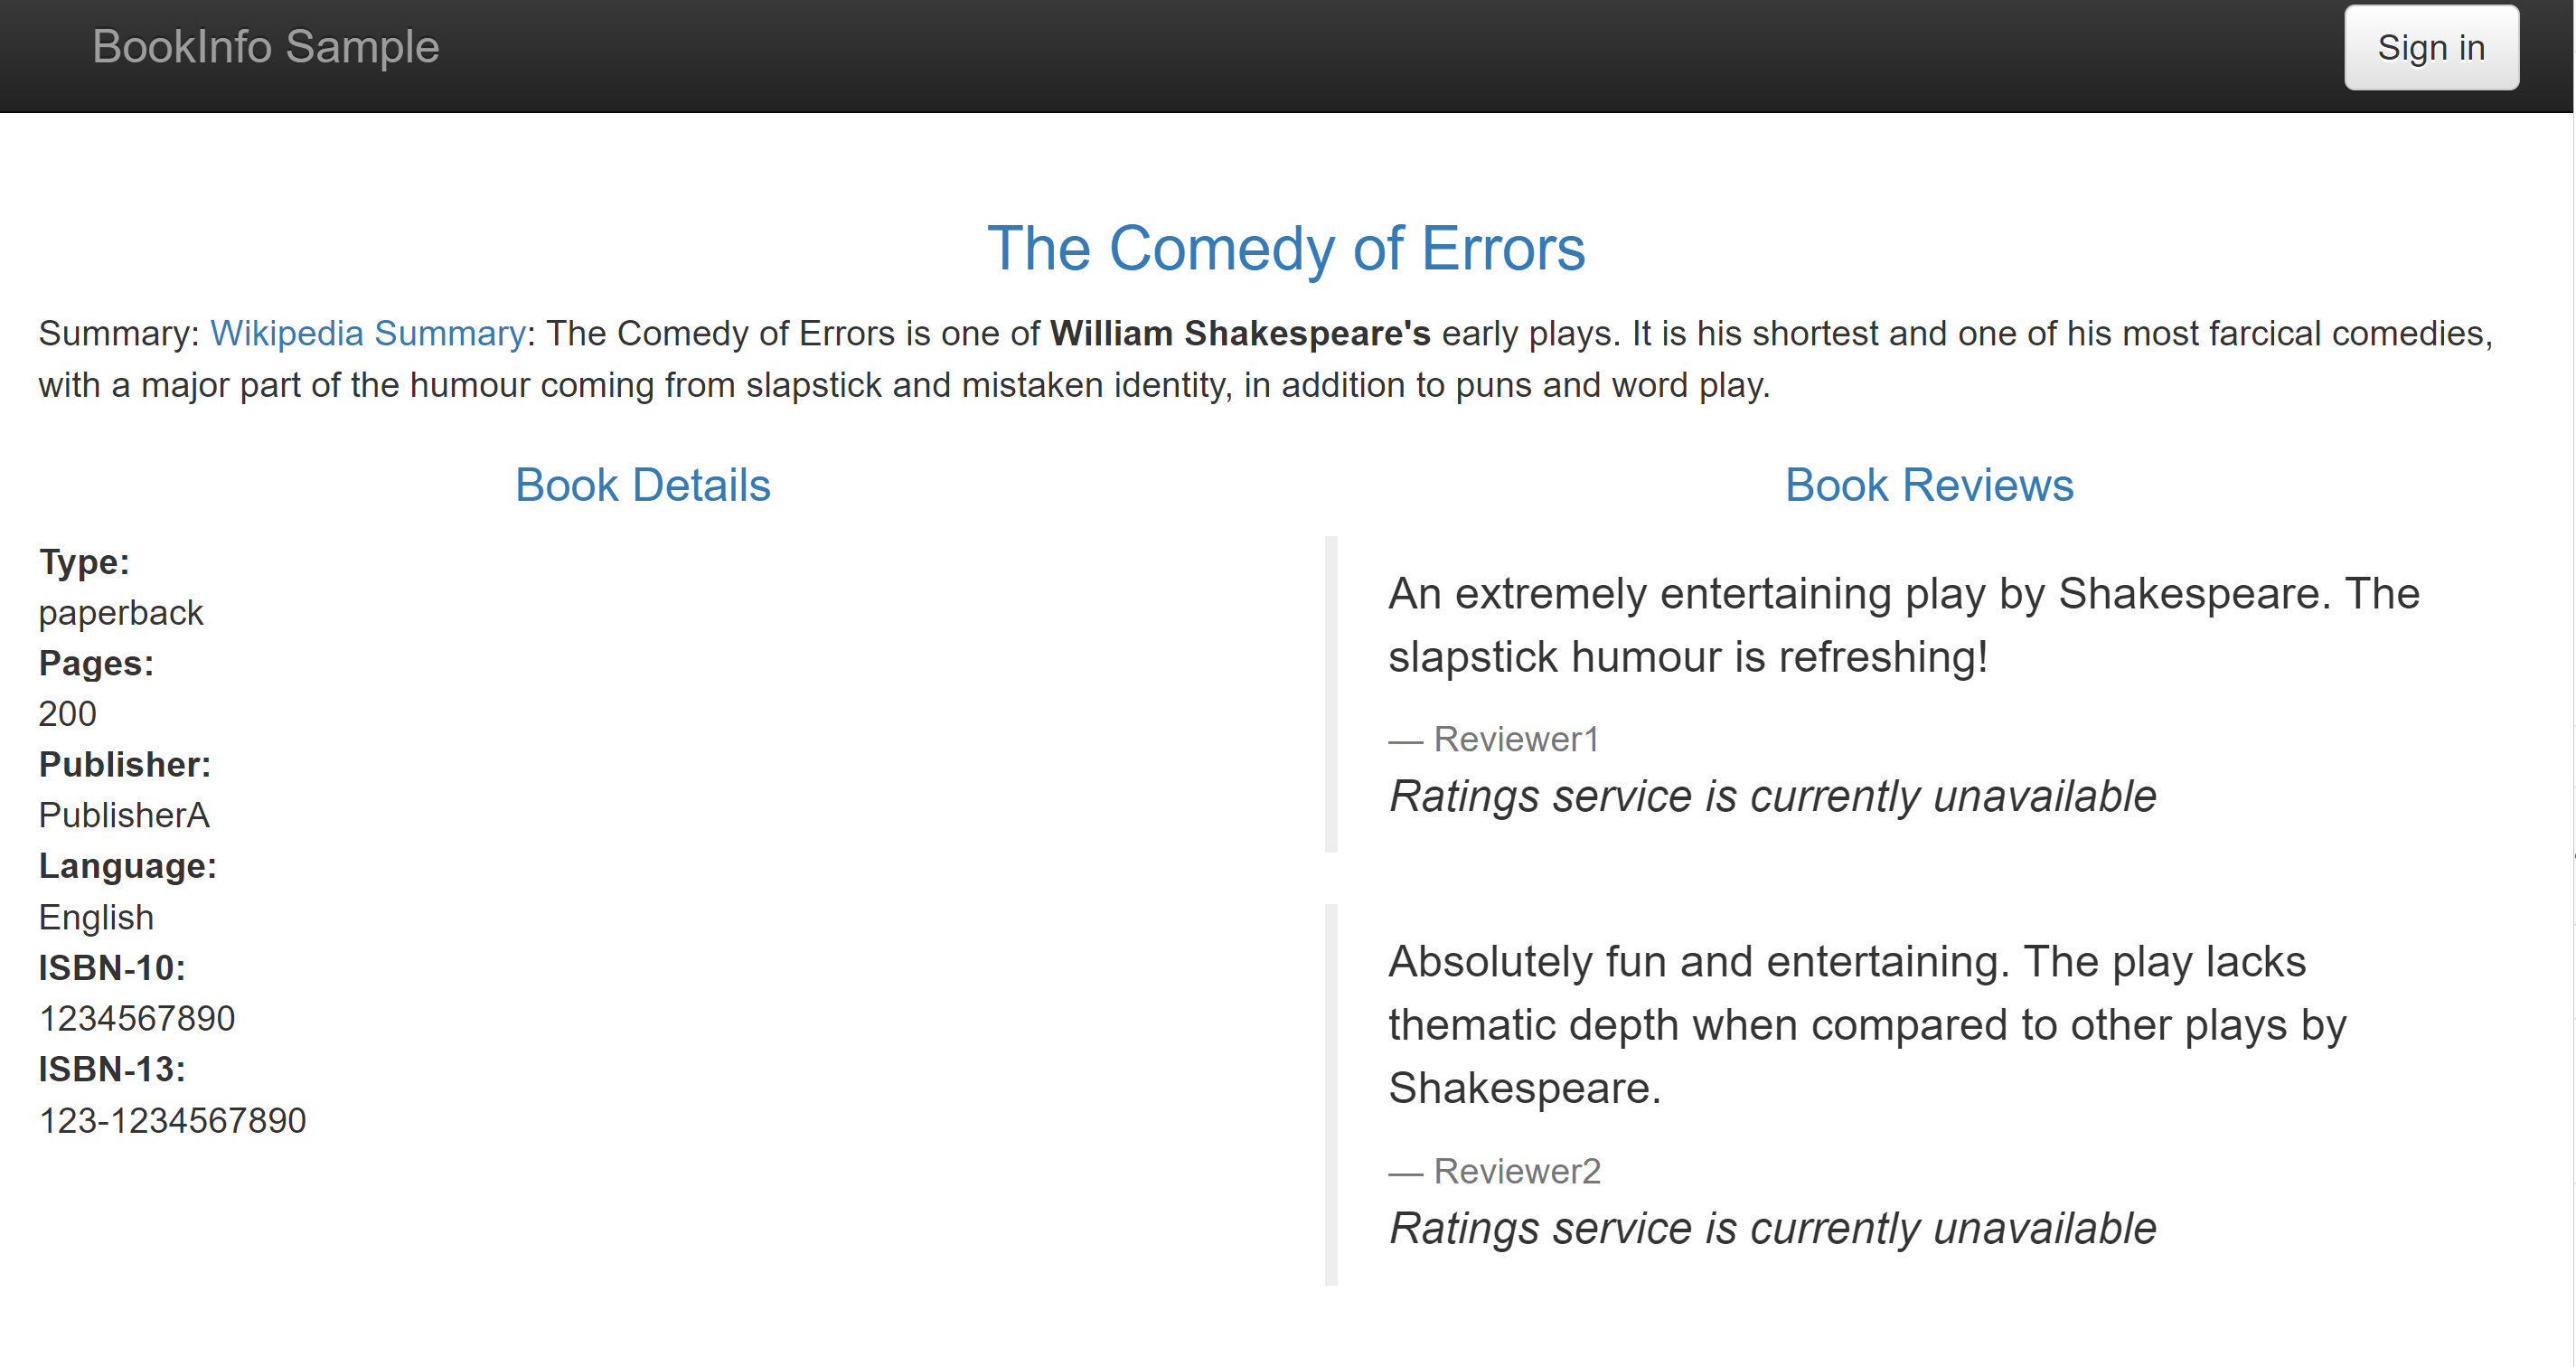 BookInfo Sample
Sign in
The Comedy of Errors
Summary: Wikipedia Summary: The Comedy of Errors is one of William Shakespeare's early plays. It is his shortest and one of his most farcical comedies,
with a major part of the humour coming from slapstick and mistaken identity, in addition to puns and word play.
Book Details
Type:
paperback
Pages:
200
Publisher:
PublisherA
Language:
English
ISBN-10:
1234567890
ISBN-13:
123-1234567890
Book Reviews
An extremely entertaining play by Shakespeare. The
slapstick humour is refreshing!
— Reviewer1
Ratings service is currently unavailable
Absolutely fun and entertaining. The play lacks
thematic depth when compared to other plays by
Shakespeare.
— Reviewer2
Ratings service is currently unavailable